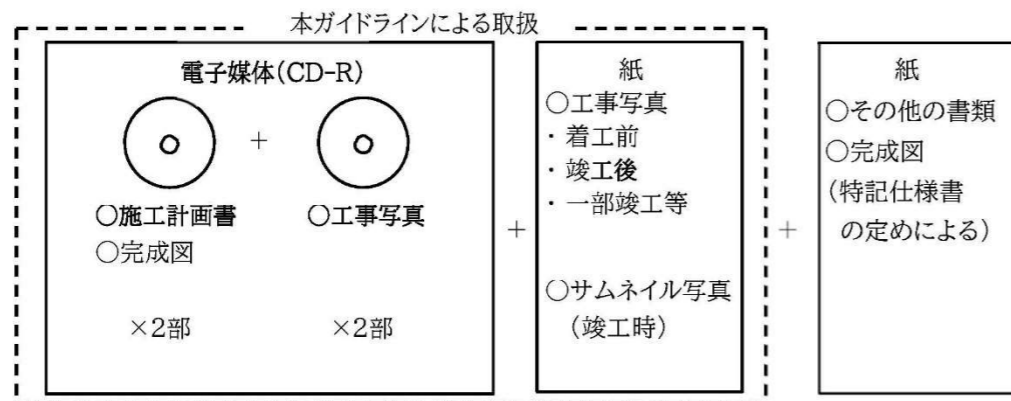 本ガイドラインによる取扱
電子媒体(CD-R)
+
○施工計画書
○完成図
×2部
○工事写真
×2部
+
紙
○工事写真
・着工前
・竣工後
・一部竣工等
○サムネイル写真
(竣工時)
+
紙
○その他の書類
○完成図
(特記仕様書
の定めによる)